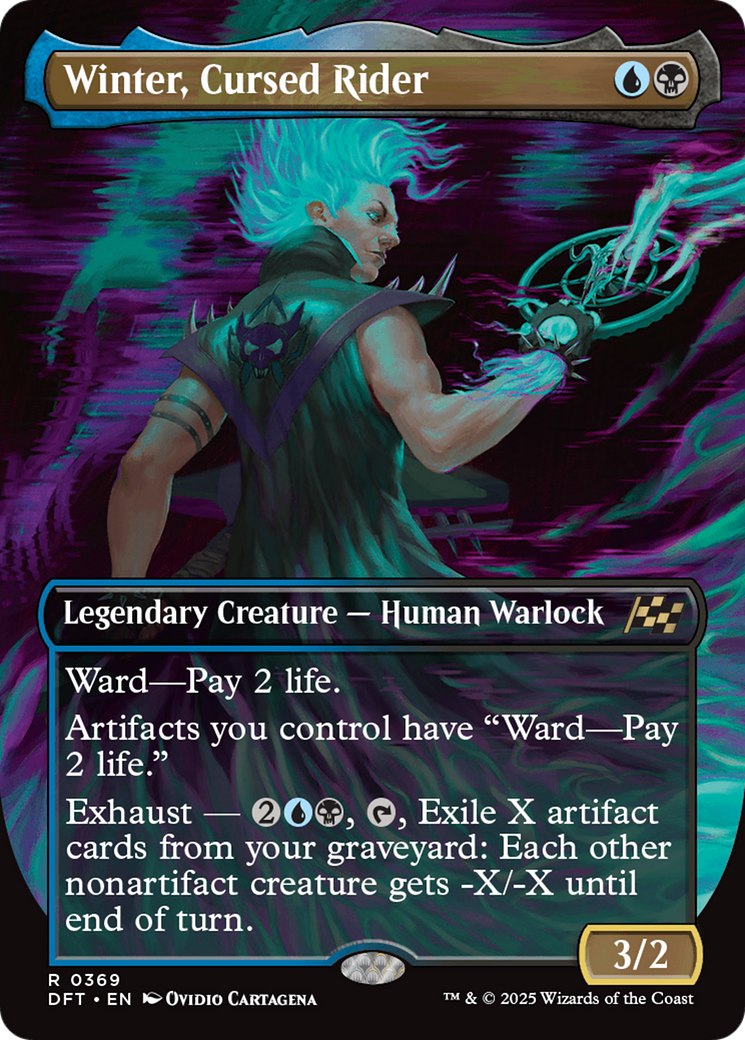 Winter, Cursed Rider
Legendary Creature — Human Warlock
Ward—Pay 2 life.
Artifacts you control have “Ward—Pay
2 life.”
Exhaust — 2, , Exile X artifact
cards from your graveyard: Each other
nonartifact creature gets -X/-X until
end of turn.
3/2
R 0369
DFT • EN Ovidio Cartagena
™ & © 2025 Wizards of the Coast